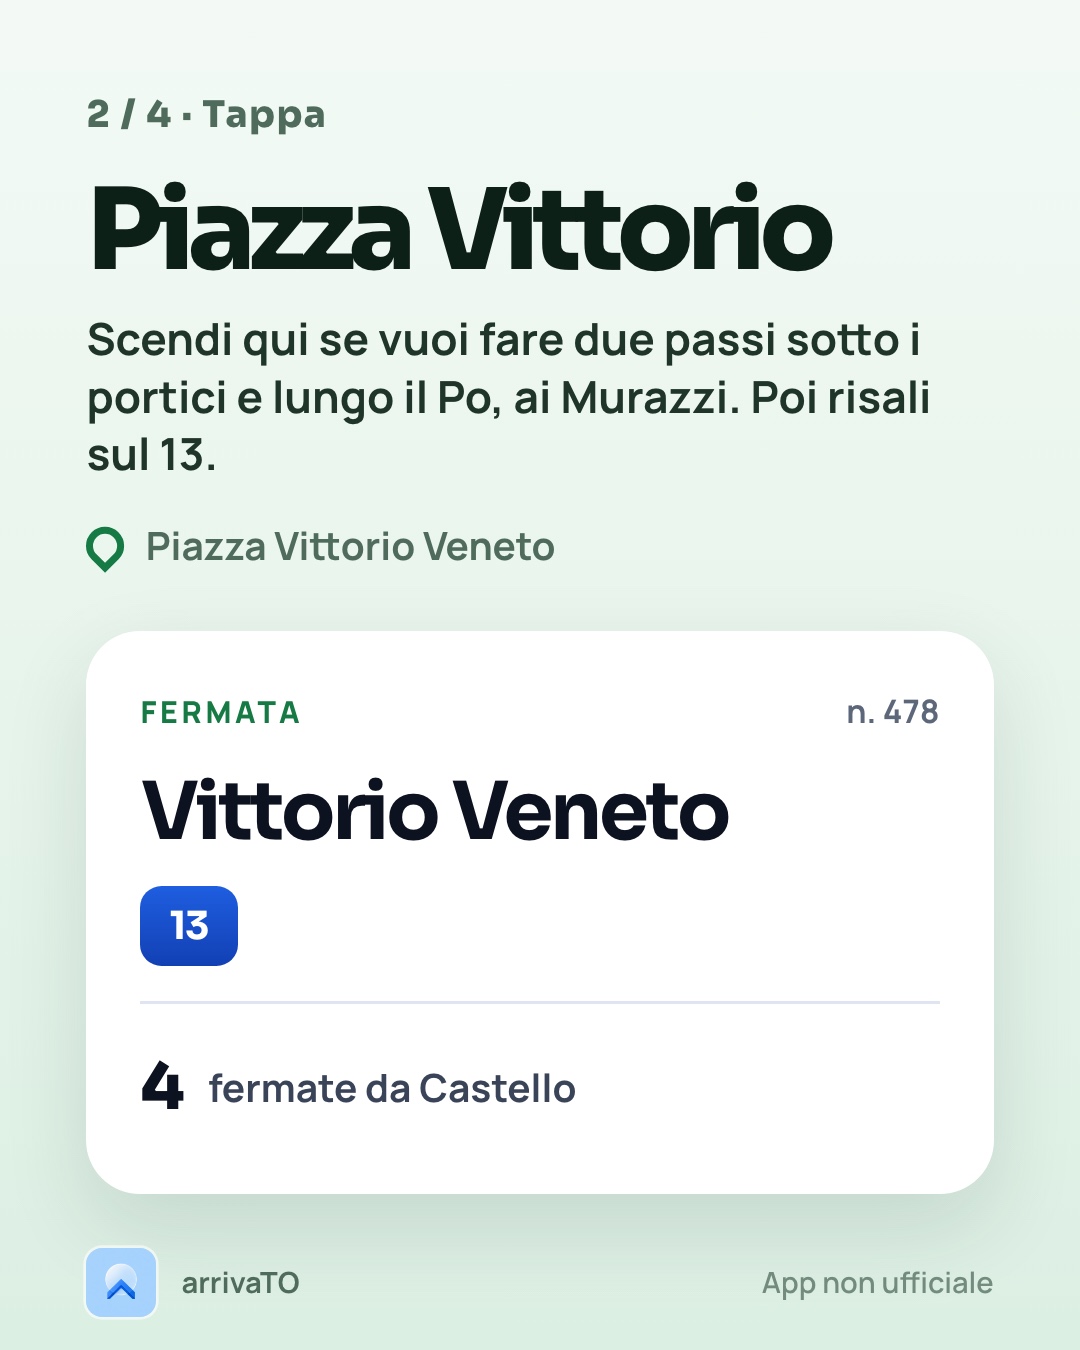 2 / 4 · Tappa
Piazza Vittorio
Scendi qui se vuoi fare due passi sotto i
portici e lungo il Po, ai Murazzi. Poi risali
sul 13.
Piazza Vittorio Veneto
FERMATA
n. 478
Vittorio Veneto
13
4 fermate da Castello
arrivaTO
App non ufficiale